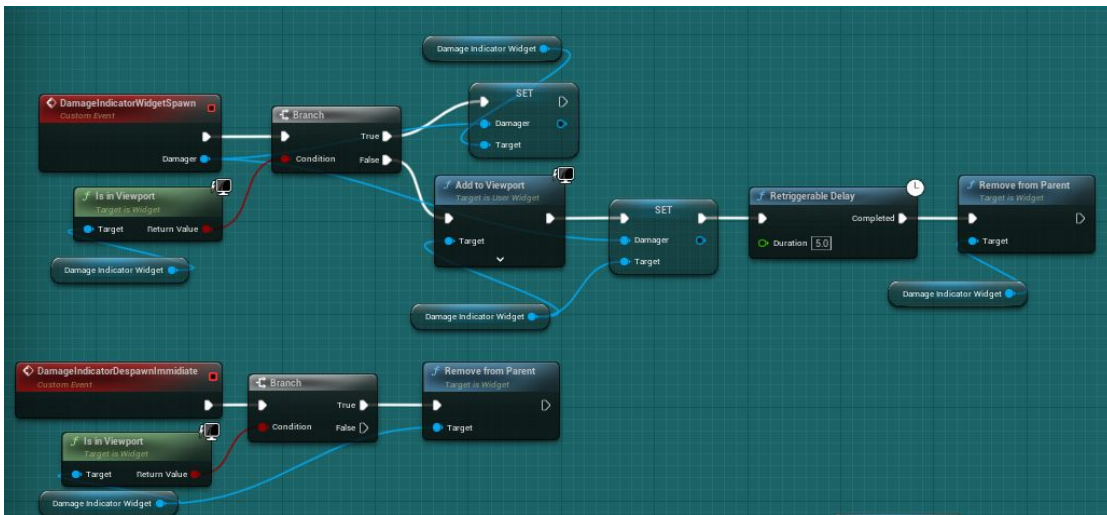 Damage Indicator Widget
DamageIndicatorWidgetSpawn
Custom Event
Damager
Branch
True
Condition
False
SET
Damager
Target
f Is in Viewport
Target is Widget
Target
Return Value
Damage Indicator Widget
f Add to Viewport
Target is User Widget
Target
SET
Damager
Target
f Retriggerable Delay
Completed
Duration 5.0
f Remove from Parent
Target is Widget
Target
Damage Indicator Widget
Damage Indicator Widget
DamageIndicatorDespawnImmidiate
Custom Event
Branch
True
Condition
False
f Remove from Parent
Target is Widget
Target
f Is in Viewport
Target is Widget
Target
Return Value
Damage Indicator Widget